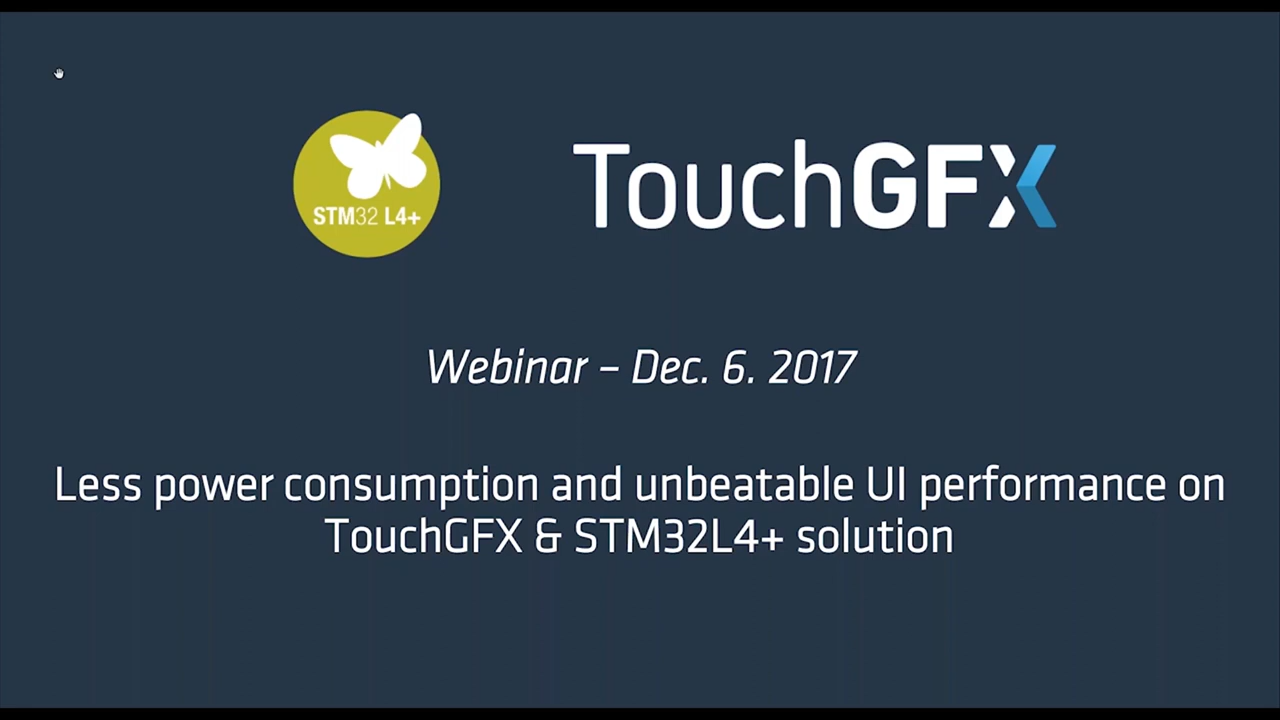 STM32 L4+
TouchGFX
Webinar – Dec. 6. 2017
Less power consumption and unbeatable UI performance on
TouchGFX & STM32L4+ solution